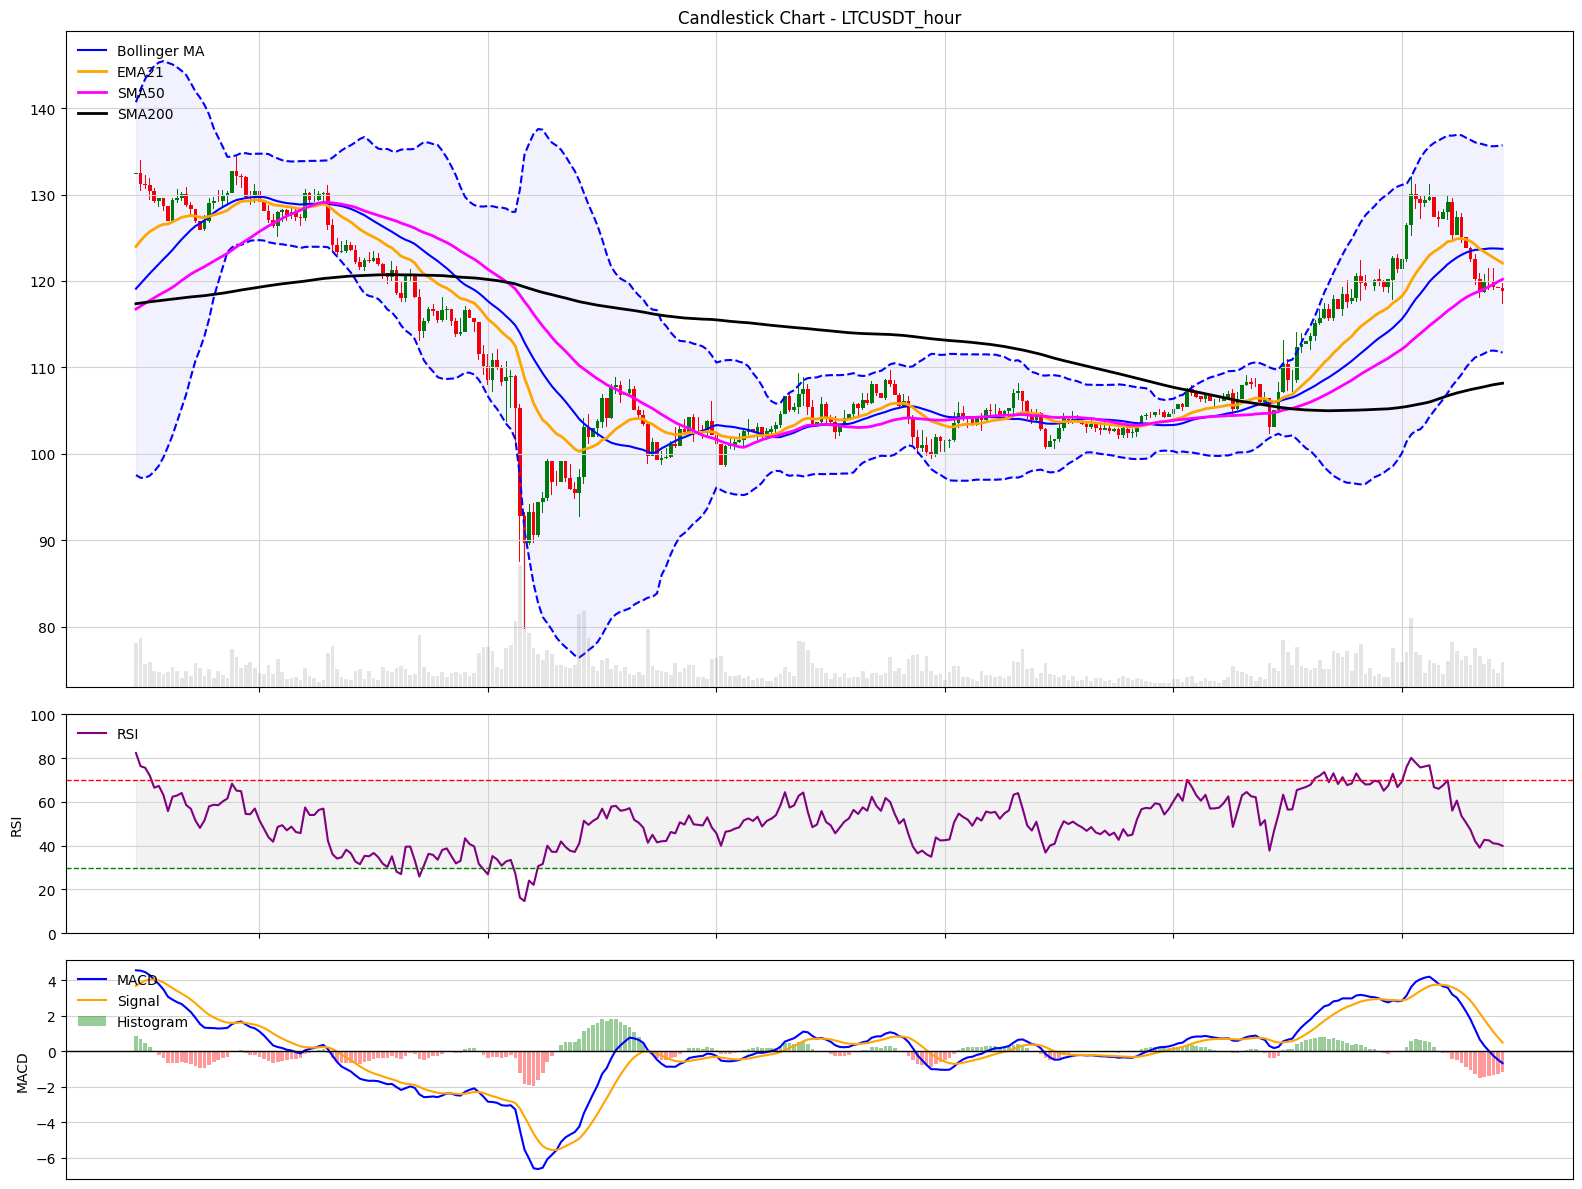 Candlestick Chart - LTCUSDT_hour
Bollinger MA
EMA21
SMA50
SMA200
140
130
120
110
100
90
80
RSI
100
80
60
40
20
0
RSI
MACD
Signal
Histogram
4
2
0
−2
−4
−6
MACD